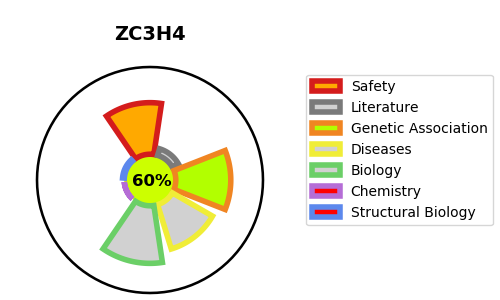 ZC3H4
60%
Safety
Literature
Genetic Association
Diseases
Biology
Chemistry
Structural Biology